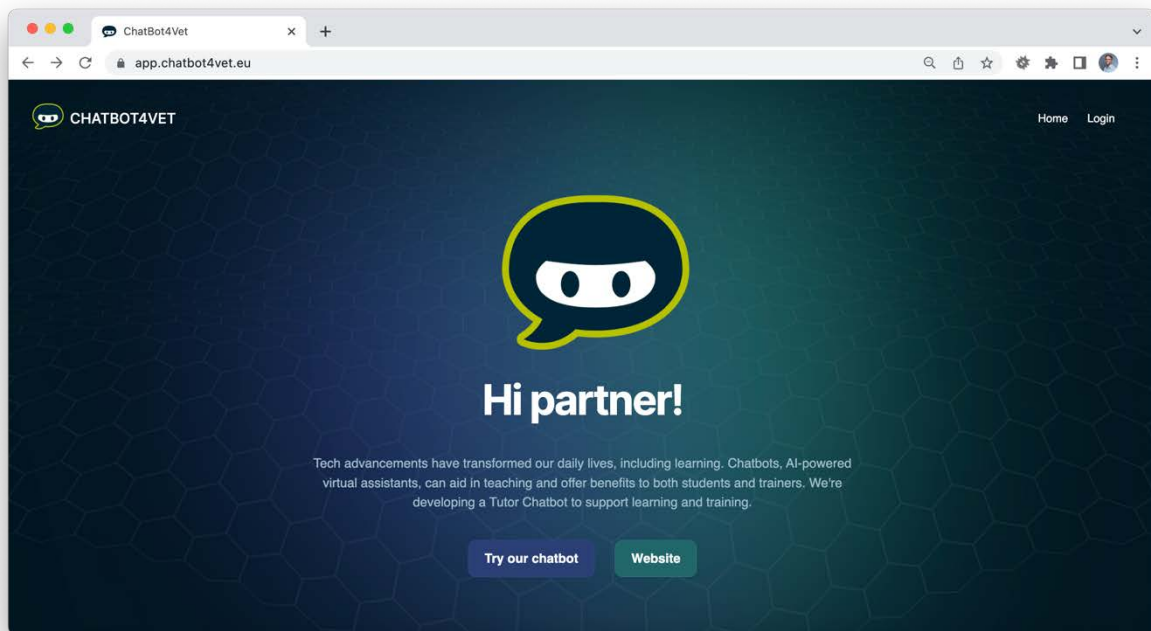 ChatBot4Vet
app.chatbot4vet.eu
CHATBOT4VET
Home Login
Hi partner!
Tech advancements have transformed our daily lives, including learning. Chatbots, AI-powered
virtual assistants, can aid in teaching and offer benefits to both students and trainers. We're
developing a Tutor Chatbot to support learning and training.
Try our chatbot Website